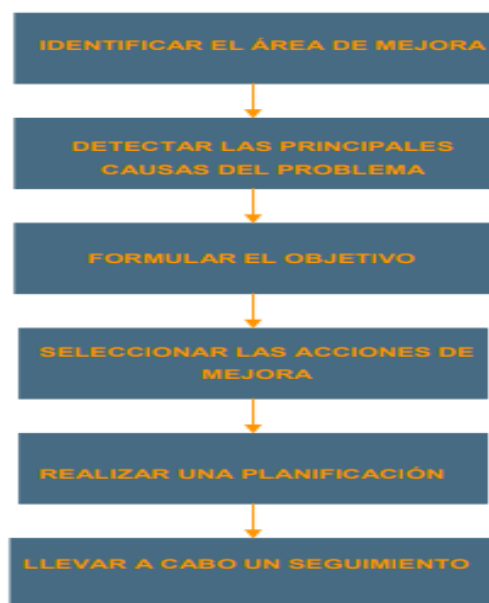 IDENTIFICAR EL ÁREA DE MEJORA
DETECTAR LAS PRINCIPALES
CAUSAS DEL PROBLEMA
FORMULAR EL OBJETIVO
SELECCIONAR LAS ACCIONES DE
MEJORA
REALIZAR UNA PLANIFICACIÓN
LLEVAR A CABO UN SEGUIMIENTO